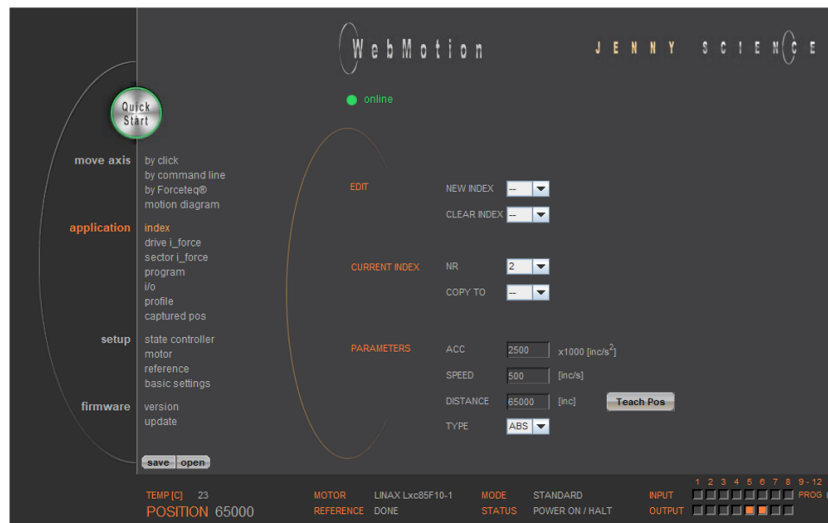 WebMotion
JENNY SCIENCE
Quick
Start
online
move axis
by click
by command line
by Forceteq®
motion diagram
application
index
drive i_force
sector i_force
program
i/o
profile
captured pos
setup
state controller
motor
reference
basic settings
firmware
version
update
save open
EDIT
NEW INDEX --
CLEAR INDEX --
CURRENT INDEX
NR 2
COPY TO --
PARAMETERS
ACC 2500 x1000 [inc/s²]
SPEED 500 [inc/s]
DISTANCE 65000 [inc] Teach Pos
TYPE ABS
1 2 3 4 5 6 7 8 9-12
TEMP [C] 23 MOTOR LINAX Lxc85F10-1 MODE STANDARD INPUT PROG
POSITION 65000 REFERENCE DONE STATUS POWER ON / HALT OUTPUT